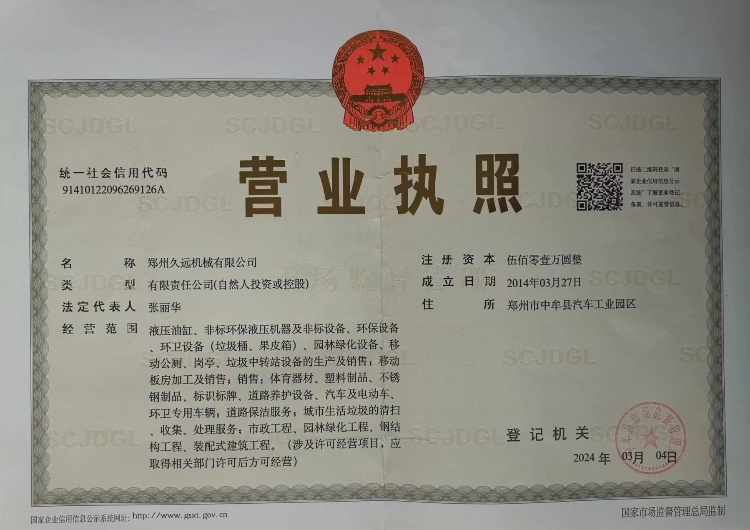 统一社会信用代码
91410122096269126A
营业执照
扫描二维码登录“国
家企业信用信息公示
系统”了解更多登记、
备案、许可监管信息。
名 称 郑州久远机械有限公司
类 型 有限责任公司(自然人投资或控股)
法定代表人 张丽华
经营范围 液压油缸、非标环保液压机器及非标设备、环保设备
、环卫设备（垃圾桶、果皮箱）、园林绿化设备、移
动公厕、岗亭、垃圾中转站设备的生产及销售；移动
板房加工及销售；销售：体育器材、塑料制品、不锈
钢制品、标识标牌、道路养护设备、汽车及电动车、
环卫专用车辆；道路保洁服务；城市生活垃圾的清扫
、收集、处理服务；市政工程、园林绿化工程、钢结
构工程、装配式建筑工程。（涉及许可经营项目，应
取得相关部门许可后方可经营）
注册资本 伍佰零壹万圆整
成立日期 2014年03月27日
住 所 郑州市中牟县汽车工业园区
登记机关
2024 年 03月 04日
国家企业信用信息公示系统网址：http://www.gsxt.gov.cn
国家市场监督管理总局监制
SCJDGL